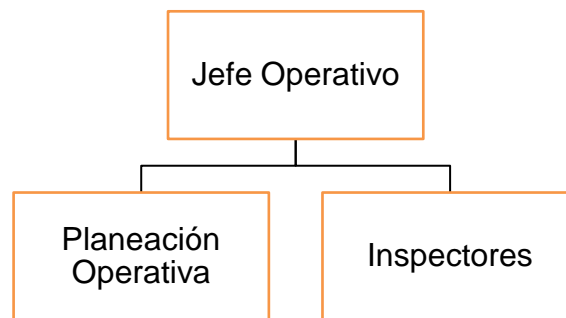 Jefe Operativo
Planeación
Operativa
Inspectores